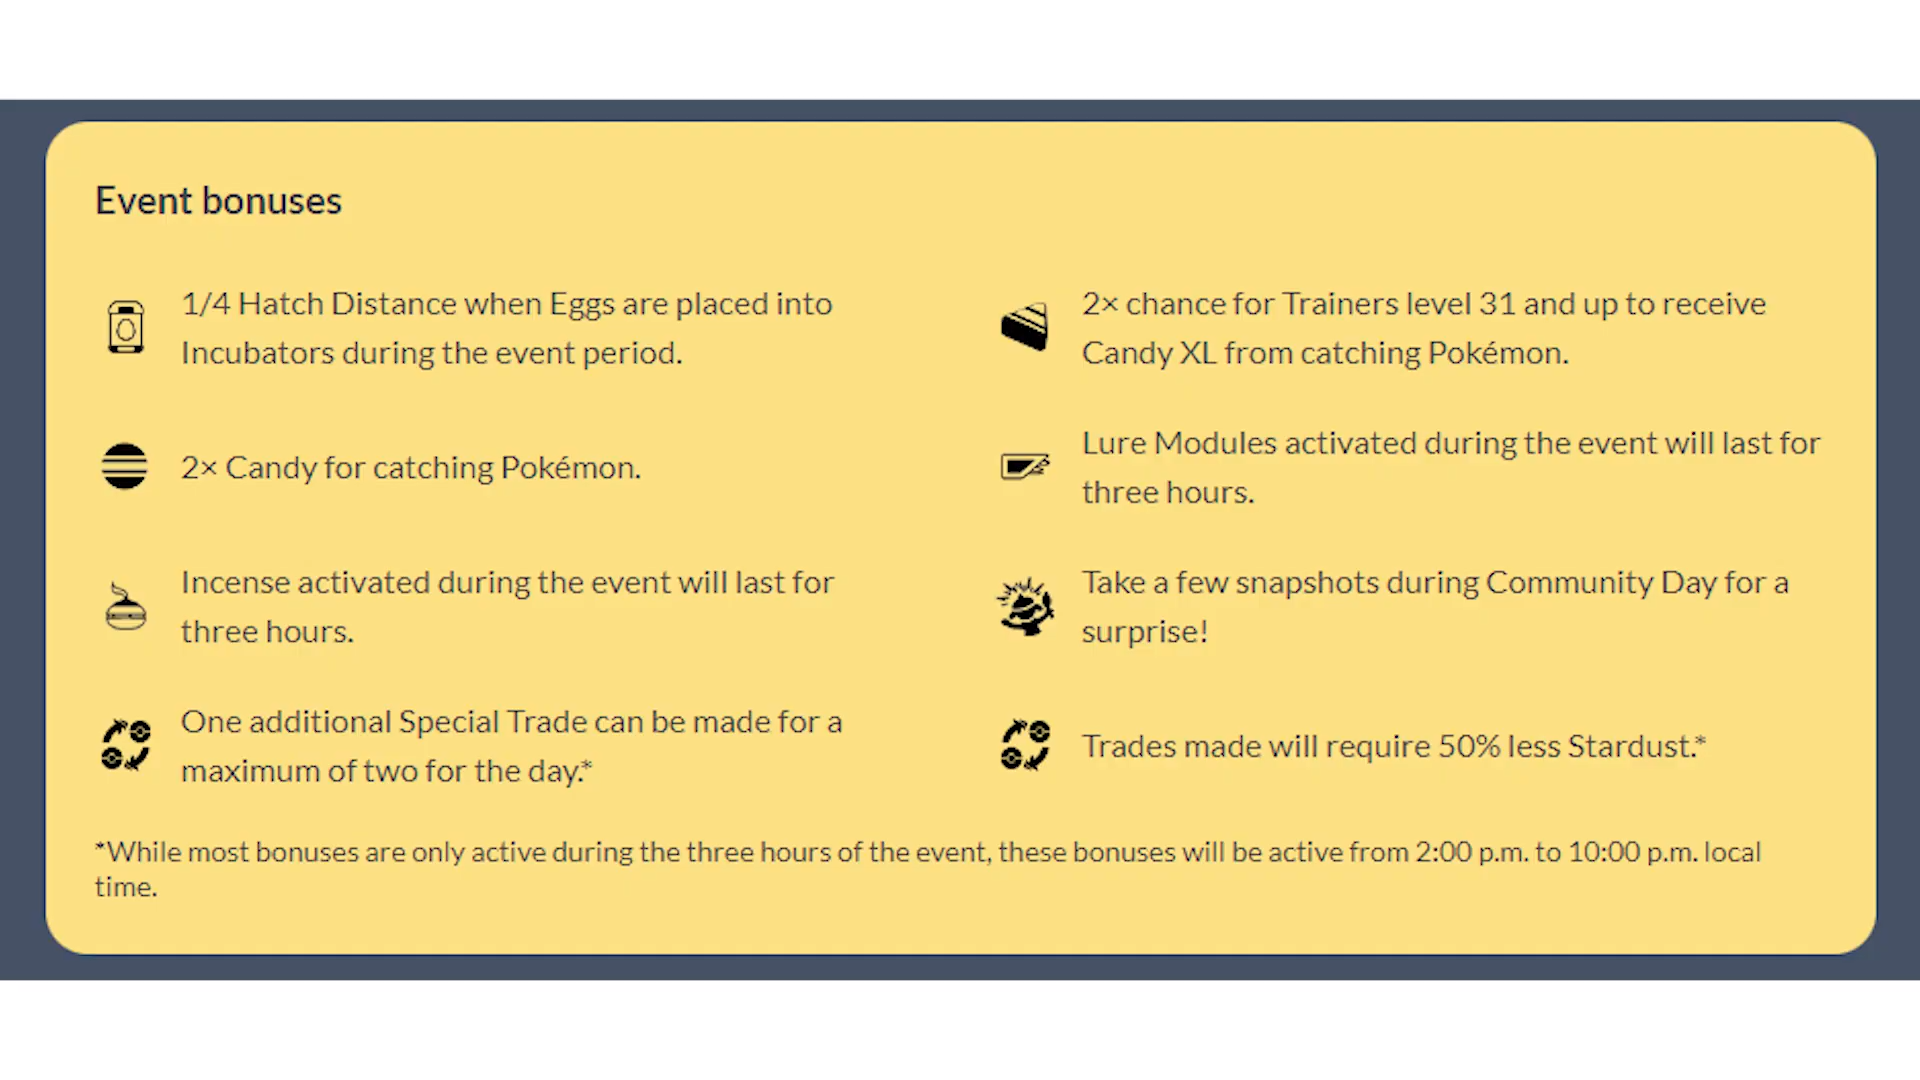 Event bonuses
1/4 Hatch Distance when Eggs are placed into
Incubators during the event period.
2× chance for Trainers level 31 and up to receive
Candy XL from catching Pokémon.
2× Candy for catching Pokémon.
Lure Modules activated during the event will last for
three hours.
Incense activated during the event will last for
three hours.
Take a few snapshots during Community Day for a
surprise!
One additional Special Trade can be made for a
maximum of two for the day.*
Trades made will require 50% less Stardust.*
*While most bonuses are only active during the three hours of the event, these bonuses will be active from 2:00 p.m. to 10:00 p.m. local
time.